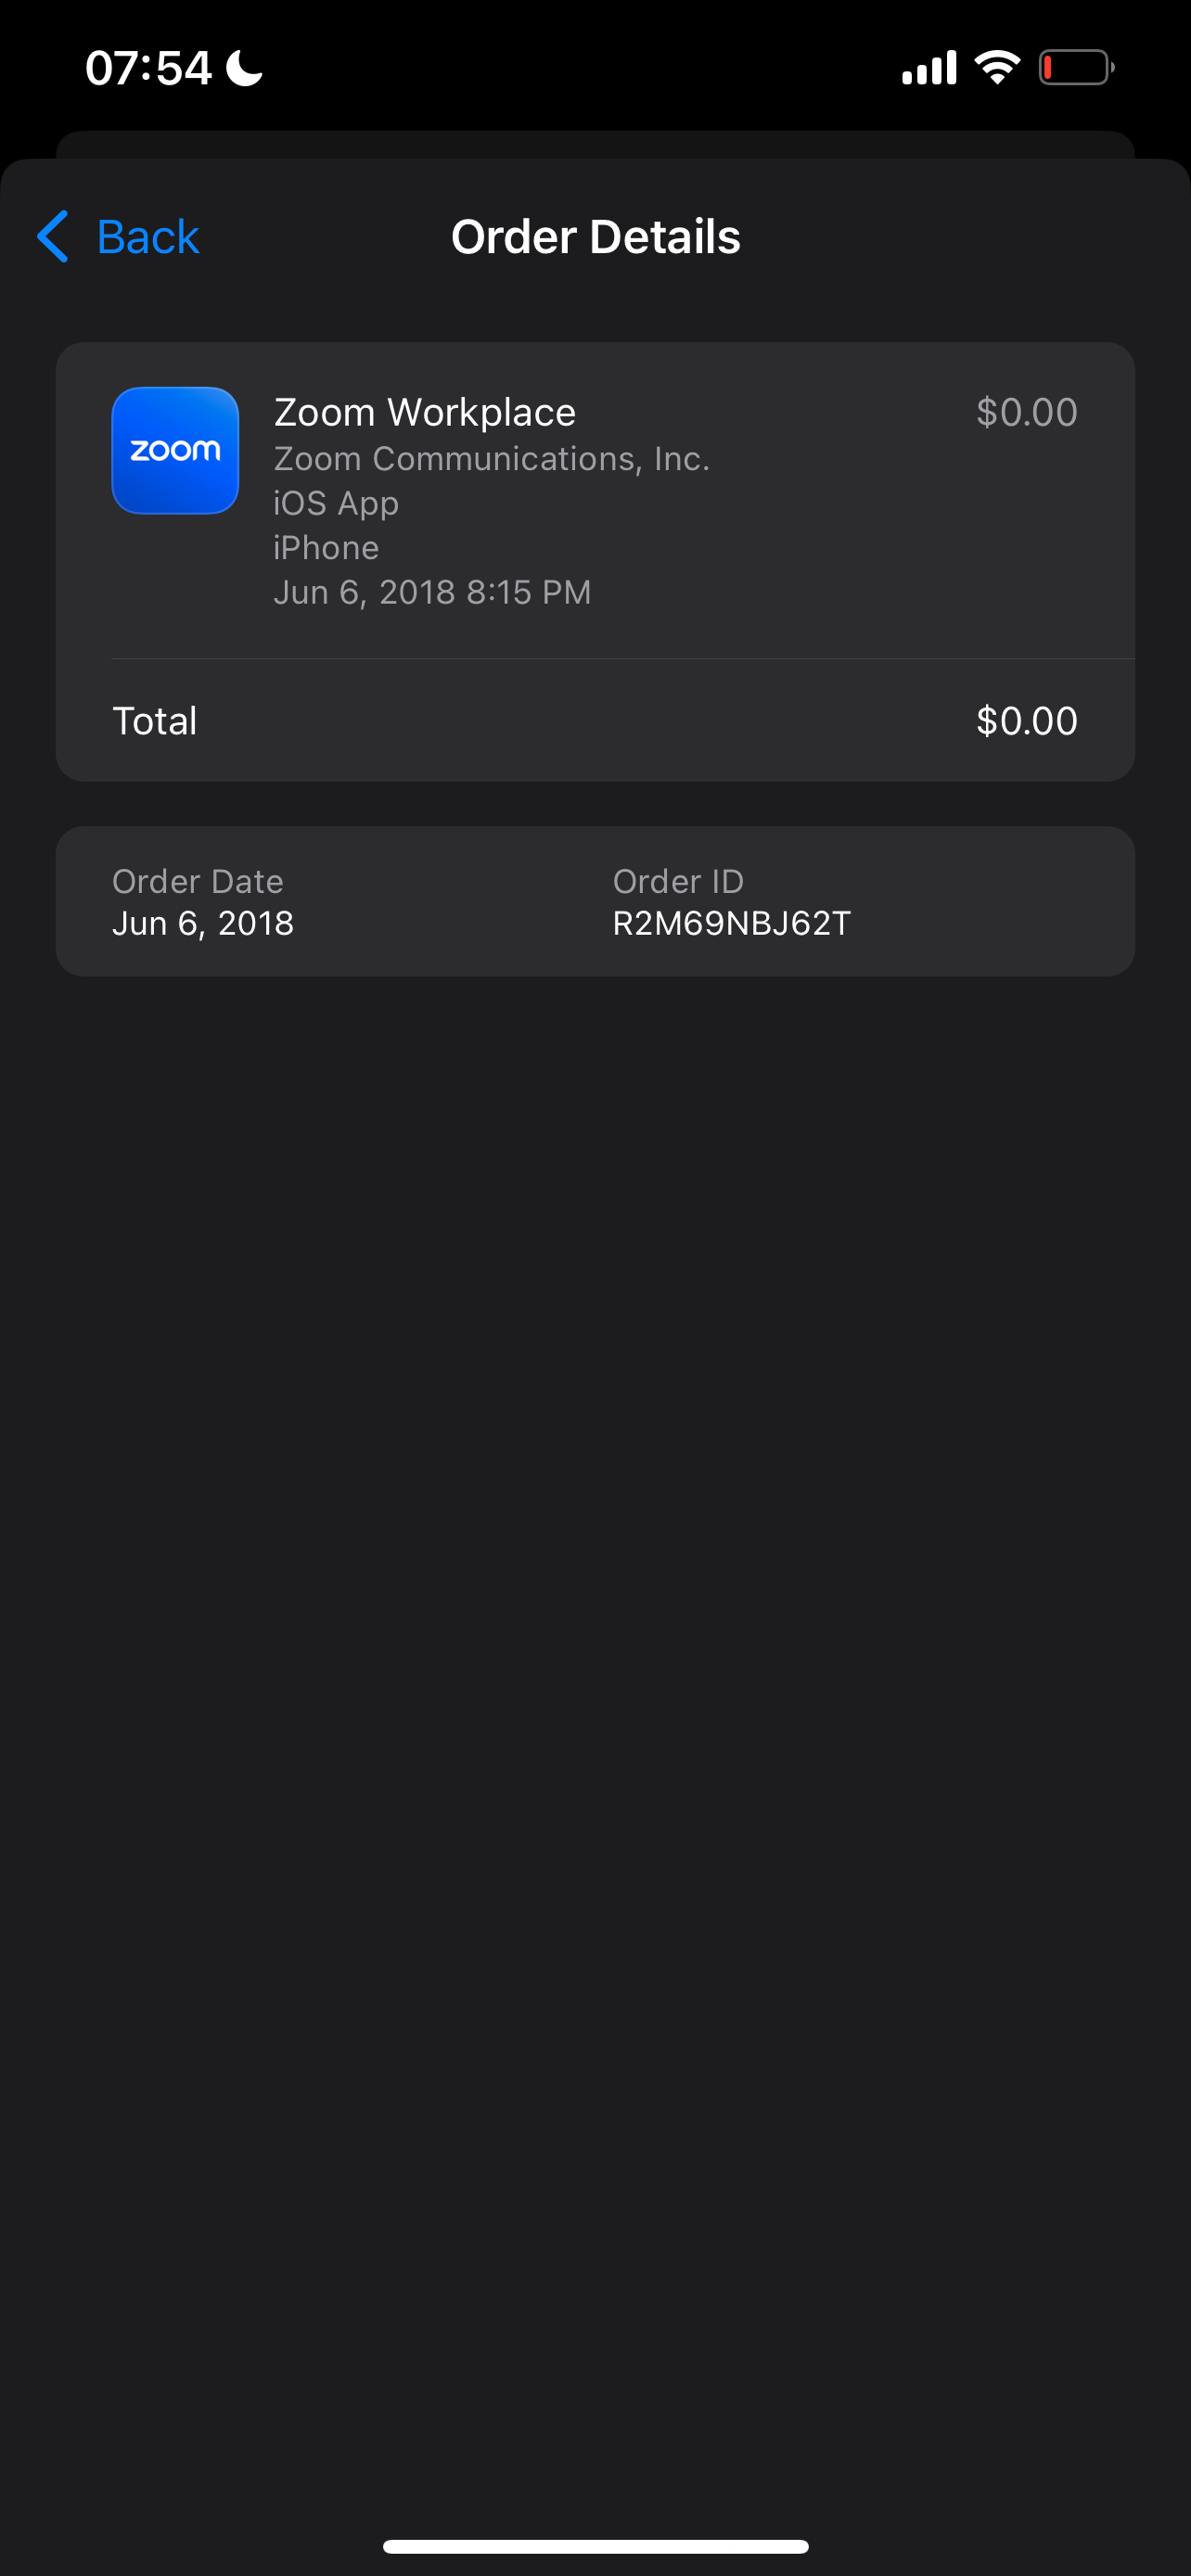 07:54
Back
Order Details
zoom
Zoom Workplace
$0.00
Zoom Communications, Inc.
iOS App
iPhone
Jun 6, 2018 8:15 PM
Total
$0.00
Order Date
Order ID
Jun 6, 2018
R2M69NBJ62T